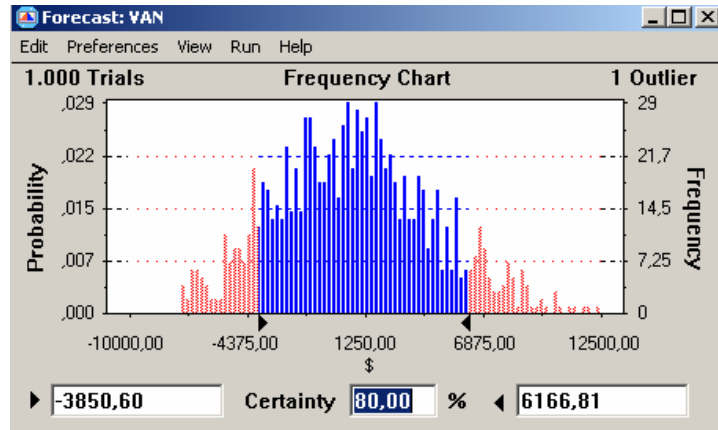 Forecast: VAN
Edit Preferences View Run Help
1.000 Trials Frequency Chart 1 Outlier
Probability
,029
,022
,015
,007
,000
29
21,7
14,5
7,25
0
Frequency
-10000,00 -4375,00 1250,00 6875,00 12500,00
$
-3850,60 Certainty 80,00 % 6166,81